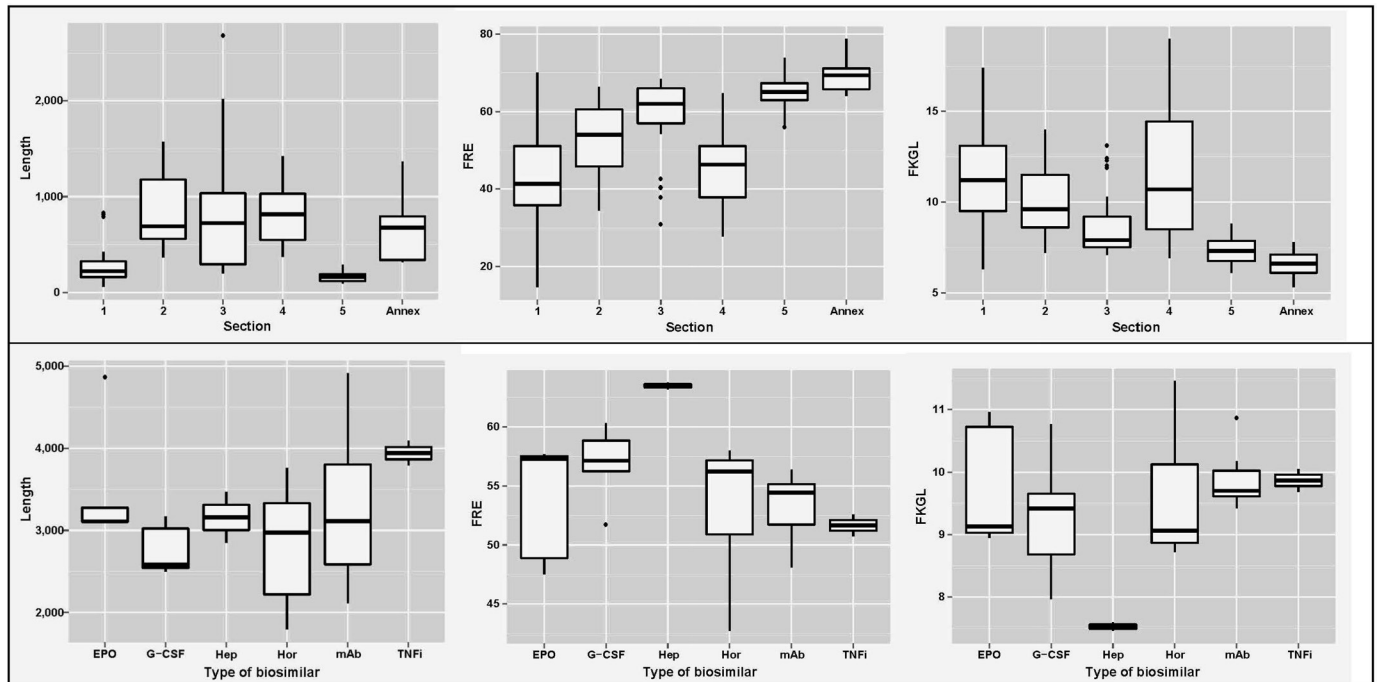 Length
2,000
1,000
0
1 2 3 4 5 Annex
Section
FRE
80
60
40
20
1 2 3 4 5 Annex
Section
FKGL
15
10
5
1 2 3 4 5 Annex
Section
Length
5,000
4,000
3,000
2,000
EPO G-CSF Hep Hor mAb TNFi
Type of biosimilar
FRE
60
55
50
45
EPO G-CSF Hep Hor mAb TNFi
Type of biosimilar
FKGL
11
10
9
8
EPO G-CSF Hep Hor mAb TNFi
Type of biosimilar